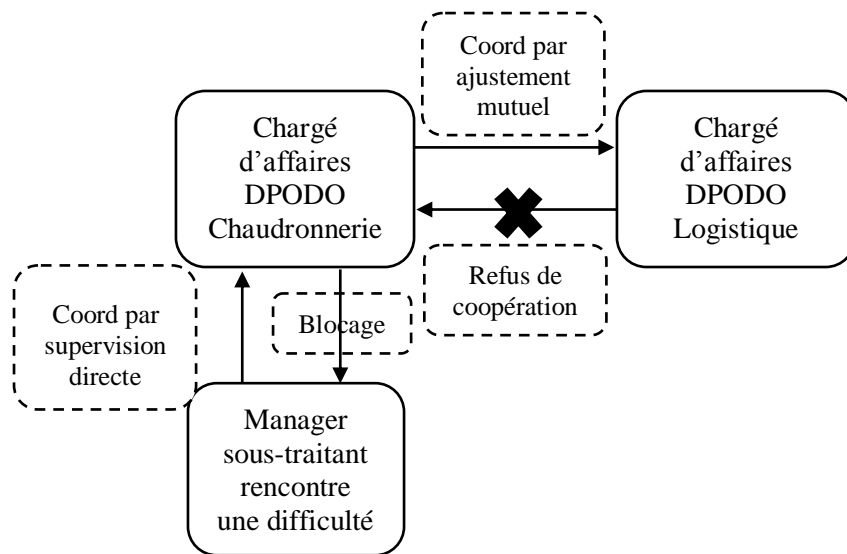 Coord par
ajustement
mutuel
Chargé
d’affaires
DPODO
Chaudronnerie
Chargé
d’affaires
DPODO
Logistique
Refus de
coopération
Coord par
supervision
directe
Blocage
Manager
sous-traitant
rencontre
une difficulté